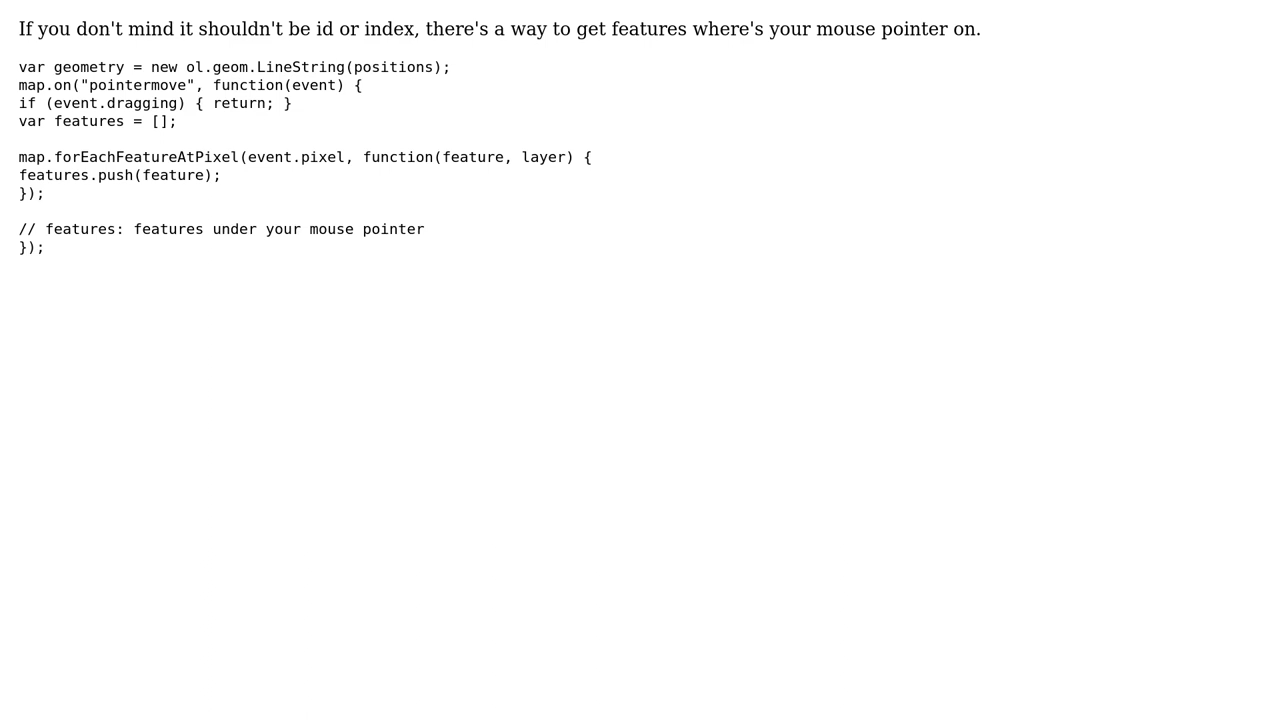 If you don't mind it shouldn't be id or index, there's a way to get features where's your mouse pointer on.
var geometry = new ol.geom.LineString(positions);
map.on("pointermove", function(event) {
if (event.dragging) { return; }
var features = [];
map.forEachFeatureAtPixel(event.pixel, function(feature, layer) {
features.push(feature);
});
// features: features under your mouse pointer
});